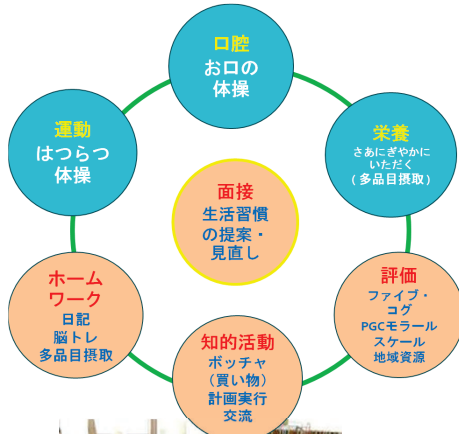 口腔
お口の
体操
運動
はつらつ
体操
栄養
さあにぎやかに
いただく
(多品目摂取)
面接
生活習慣
の提案・
見直し
ホーム
ワーク
日記
脳トレ
多品目摂取
評価
ファイブ・
コグ
PGCモラール
スケール
地域資源
知的活動
ボッチャ
(買い物)
計画実行
交流